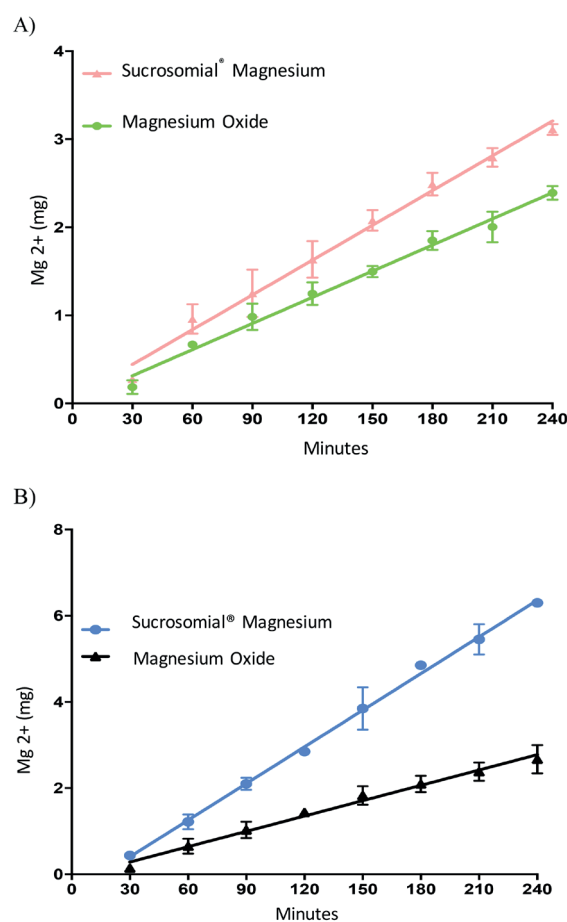 A)
4
Sucrosomial® Magnesium
Magnesium Oxide
3
2
1
0
Mg 2+ (mg)
0 30 60 90 120 150 180 210 240
Minutes
B)
8
Sucrosomial® Magnesium
Magnesium Oxide
6
4
2
0
Mg 2+ (mg)
0 30 60 90 120 150 180 210 240
Minutes